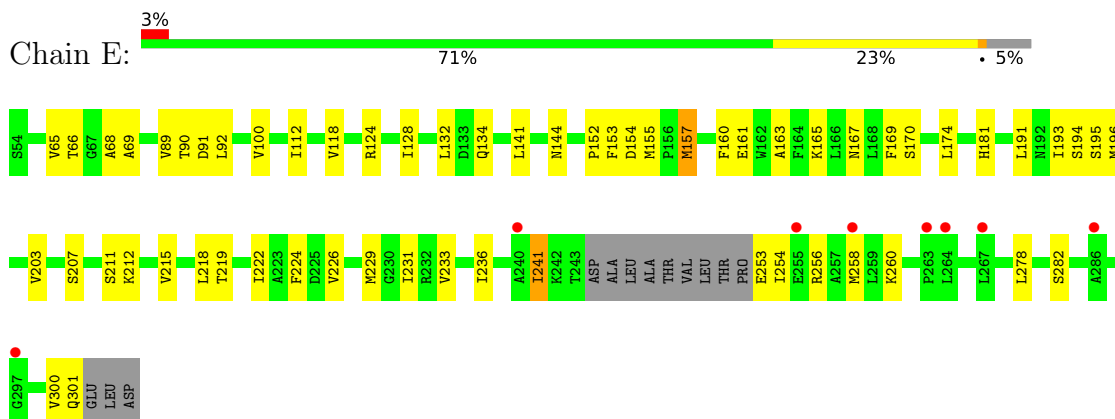 3%
Chain E:
71% 23% • 5%
S54 V65 T66 G67 A68 A69 V89 T90 D91 L92 V100 I112 V118 R124 I128 L132 D133 Q134 L141 N144 P152 F153 D154 M155 P156 M157 F160 E161 W162 A163 F164 K165 L166 N167 L168 F169 S170 L174 H181 L191 N192 I193 S194 S195 M196
V203 S207 S211 K212 V215 L218 T219 I222 A223 F224 D225 V226 M229 G230 I231 R232 V233 I236 A240 I241 K242 T243 ASP ALA LEU ALA THR VAL LEU THR PRO E253 I254 E255 R256 A257 M258 L259 K260 P263 L264 L267 L278 S282 A286
G297 V300 Q301 GLU LEU ASP